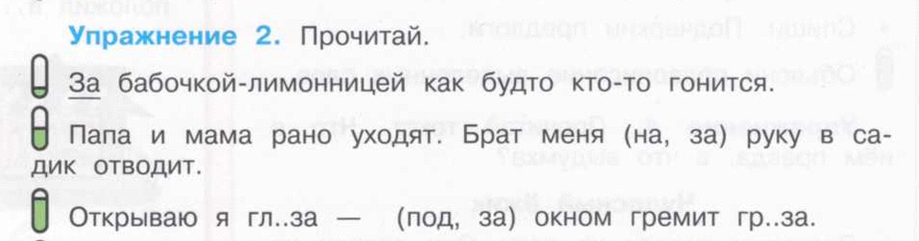 Упражнение 2. Прочитай.
За бабочкой-лимонницей как будто кто-то гонится.
Папа и мама рано уходят. Брат меня (на, за) руку в са-
дик отводит.
Открываю я гл..за — (под, за) окном гремит гр..за.